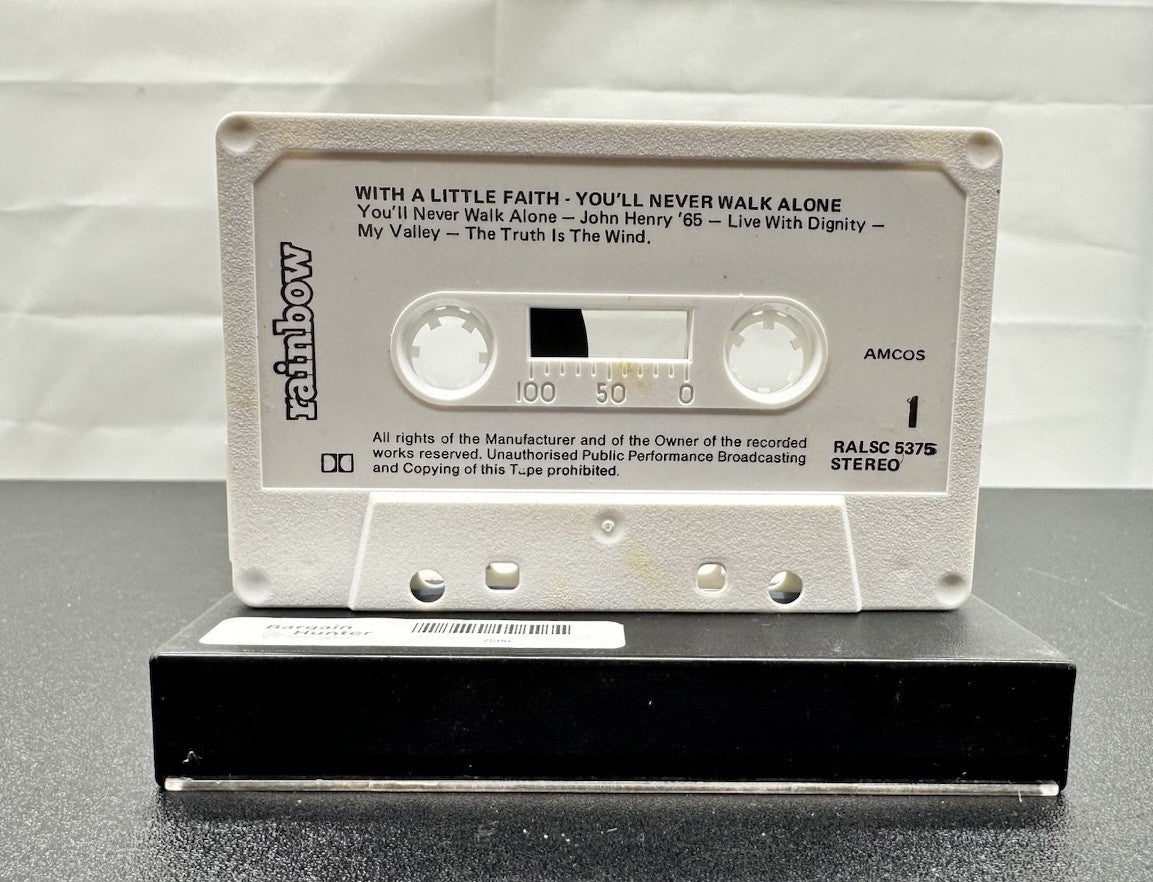 WITH A LITTLE FAITH - YOU'LL NEVER WALK ALONE
You'll Never Walk Alone — John Henry '65 — Live With Dignity —
My Valley — The Truth Is The Wind.
rainbow
100 50 0
AMCOS
1
RALSC 5375
STEREO
All rights of the Manufacturer and of the Owner of the recorded
works reserved. Unauthorised Public Performance Broadcasting
and Copying of this Tape prohibited.
Bargain
Hunter